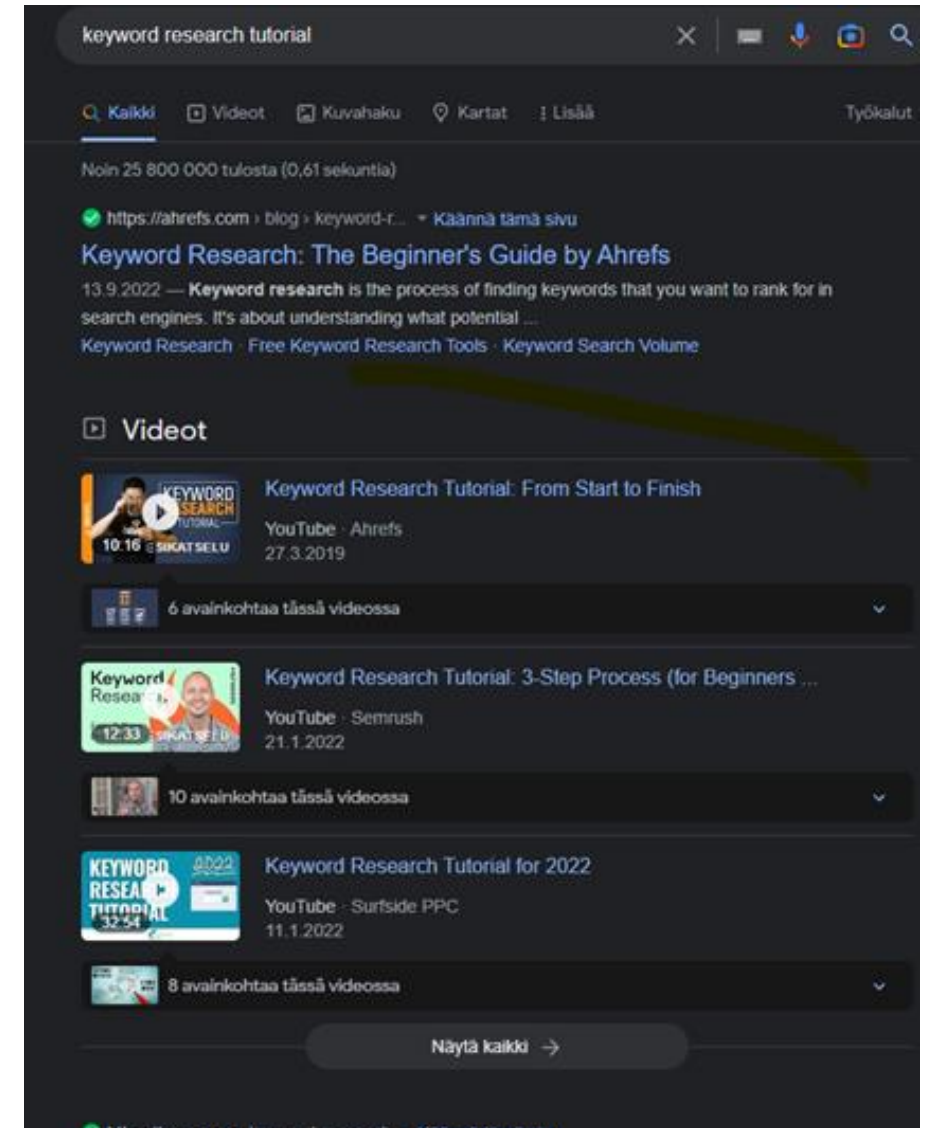 keyword research tutorial
Kaikki Videot Kuvahaku Kartat Lisää Työkalut
Noin 25 800 000 tulosta (0,61 sekuntia)
https://ahrefs.com › blog › keyword-r... Käännä tämä sivu
Keyword Research: The Beginner's Guide by Ahrefs
13.9.2022 — Keyword research is the process of finding keywords that you want to rank for in
search engines. It's about understanding what potential ...
Keyword Research · Free Keyword Research Tools · Keyword Search Volume
Videot
KEYWORD
TUTORIAL
10:16 ESIKATSELU
Keyword Research Tutorial: From Start to Finish
YouTube · Ahrefs
27.3.2019
6 avainkohtaa tässä videossa
Keyword
12:33 ESIKATSELU
Keyword Research Tutorial: 3-Step Process (for Beginners ...
YouTube · Semrush
21.1.2022
10 avainkohtaa tässä videossa
KEYWORD 2022
TUTORIAL
32:54
Keyword Research Tutorial for 2022
YouTube · Surfside PPC
11.1.2022
8 avainkohtaa tässä videossa
Näytä kaikki →